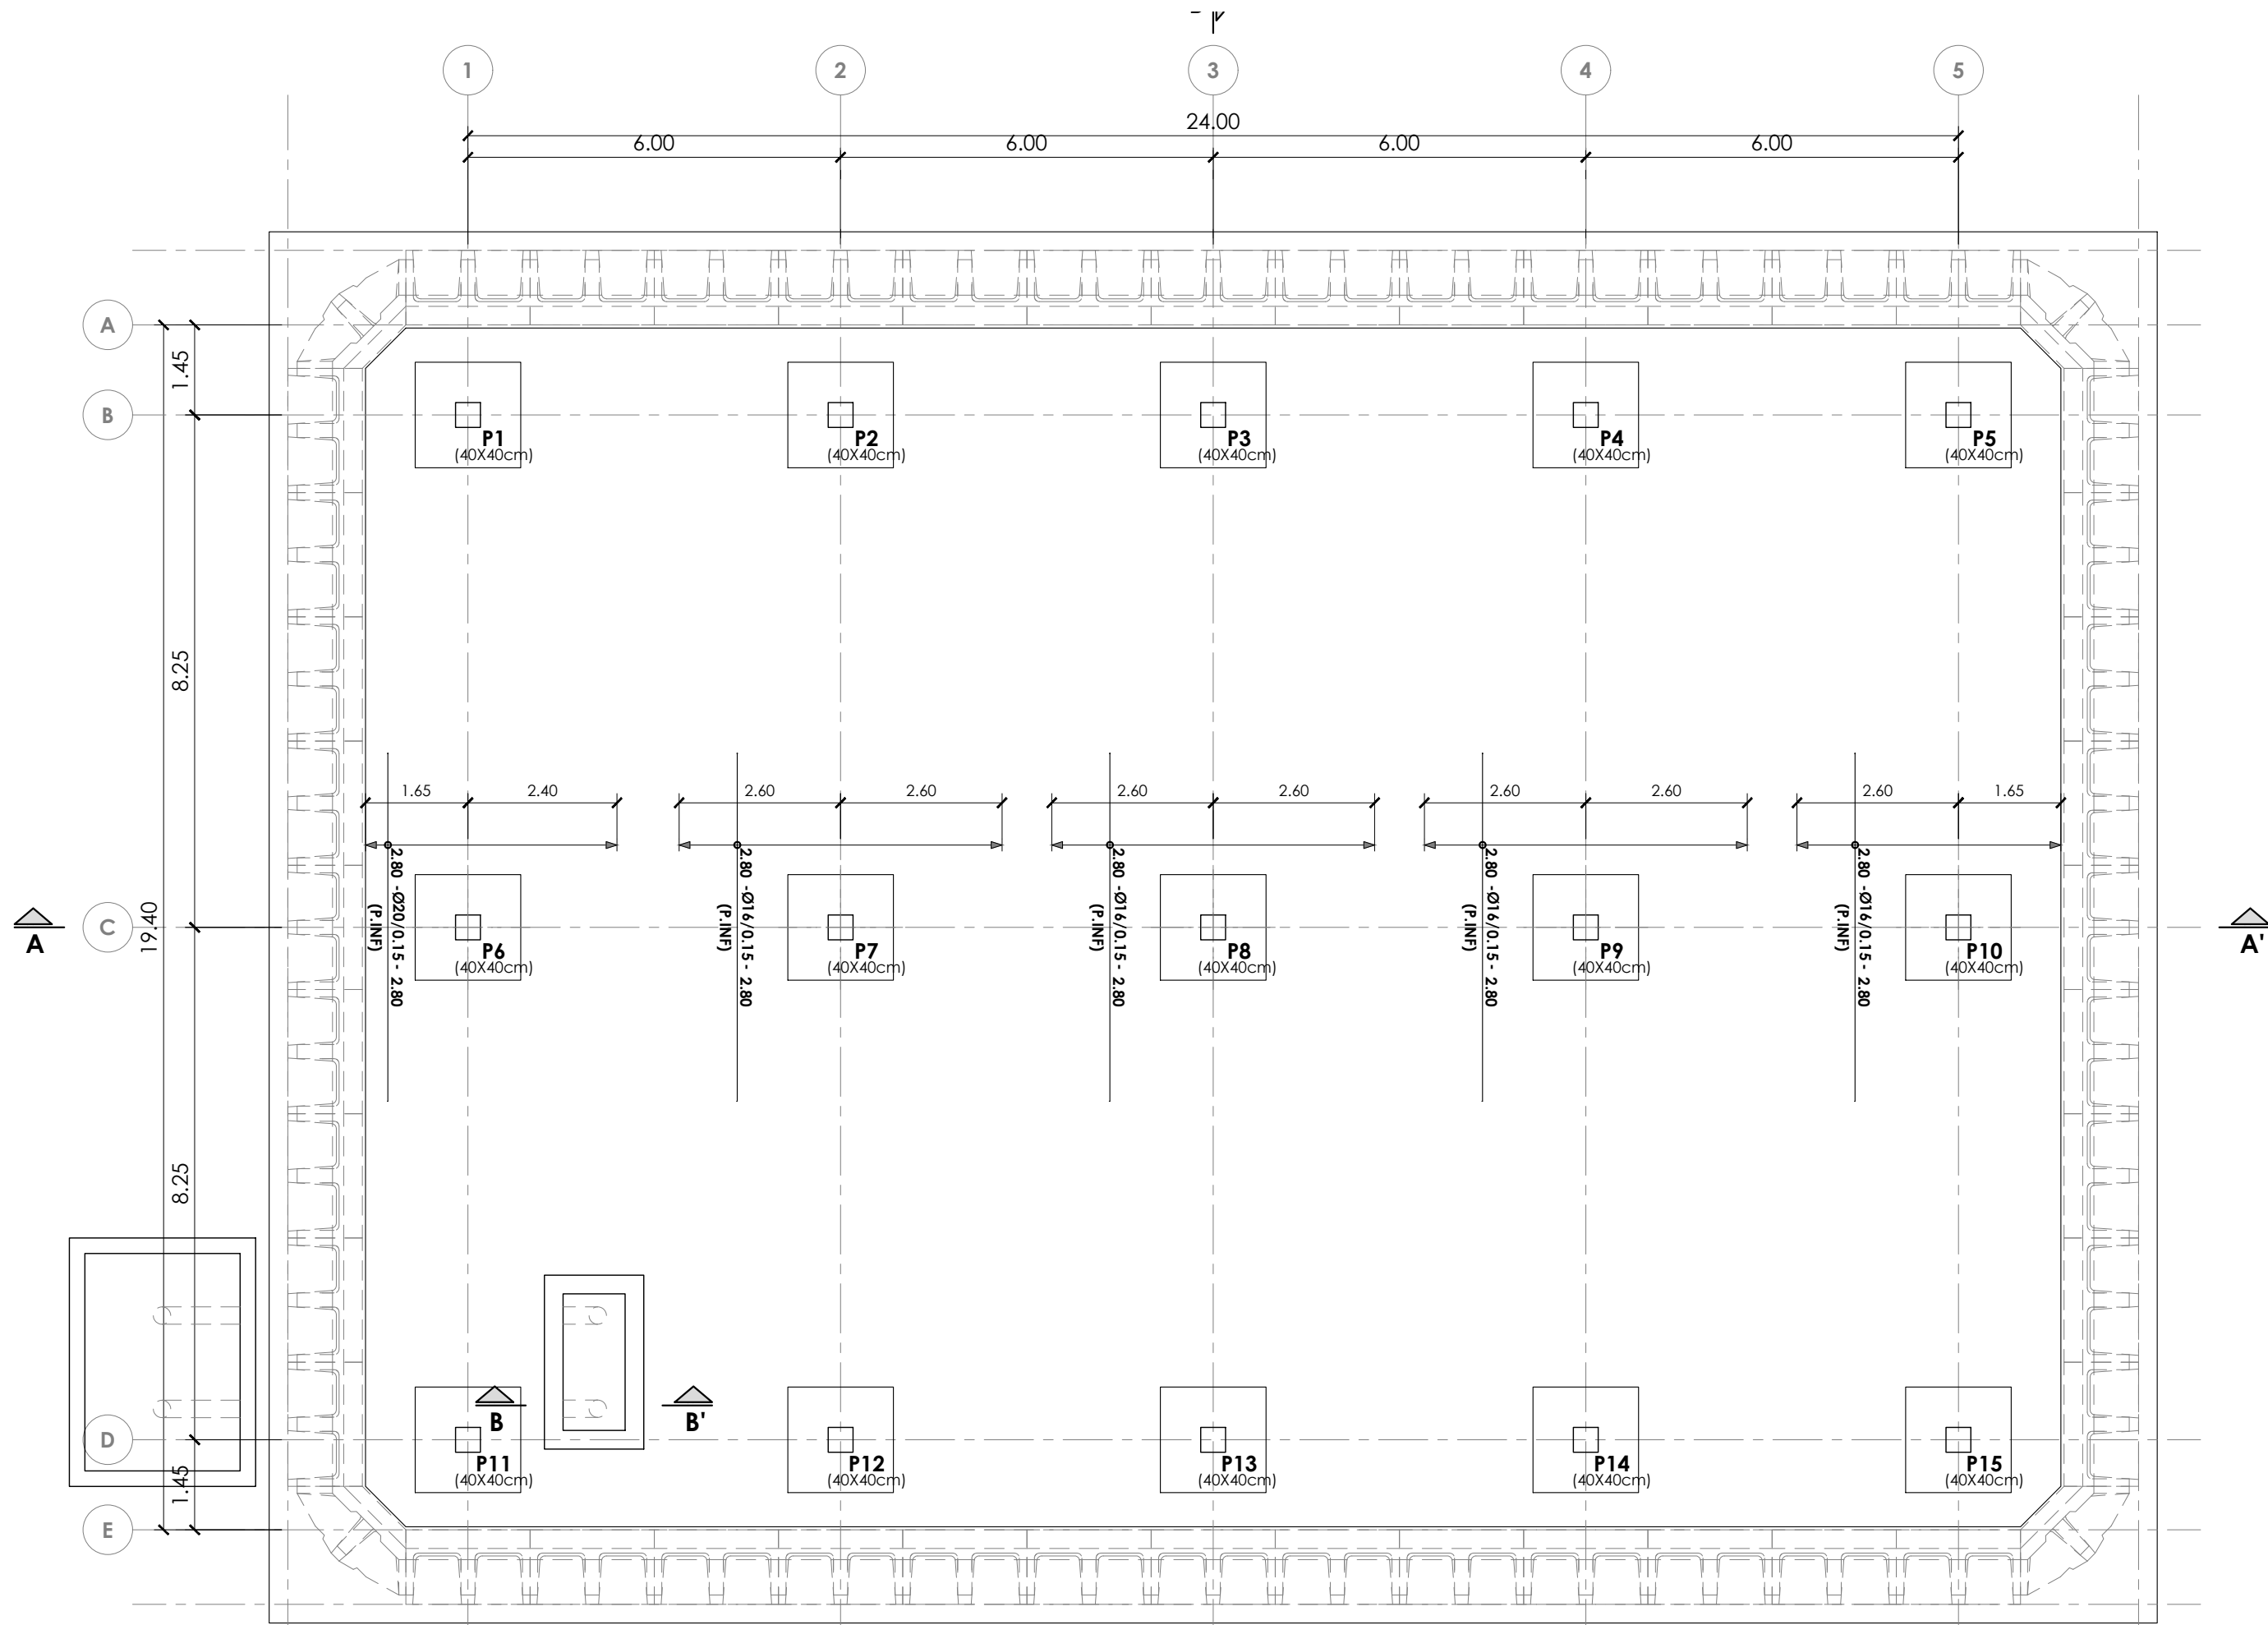 1 2 3 4 5
24.00
6.00 6.00 6.00 6.00
A
1.45
B
P1 P2 P3 P4 P5
(40X40cm) (40X40cm) (40X40cm) (40X40cm) (40X40cm)
8.25
1.65 2.40 2.60 2.60 2.60 2.60 2.60 2.60 2.60 1.65
2.80 -Ø20/0.15 - 2.80
(P.INF)
2.80 -Ø16/0.15 - 2.80
(P.INF)
2.80 -Ø16/0.15 - 2.80
(P.INF)
2.80 -Ø16/0.15 - 2.80
(P.INF)
2.80 -Ø16/0.15 - 2.80
(P.INF)
19.40
A C A'
P6 P7 P8 P9 P10
(40X40cm) (40X40cm) (40X40cm) (40X40cm) (40X40cm)
8.25
B B'
D
P11 P12 P13 P14 P15
(40X40cm) (40X40cm) (40X40cm) (40X40cm) (40X40cm)
1.45
E